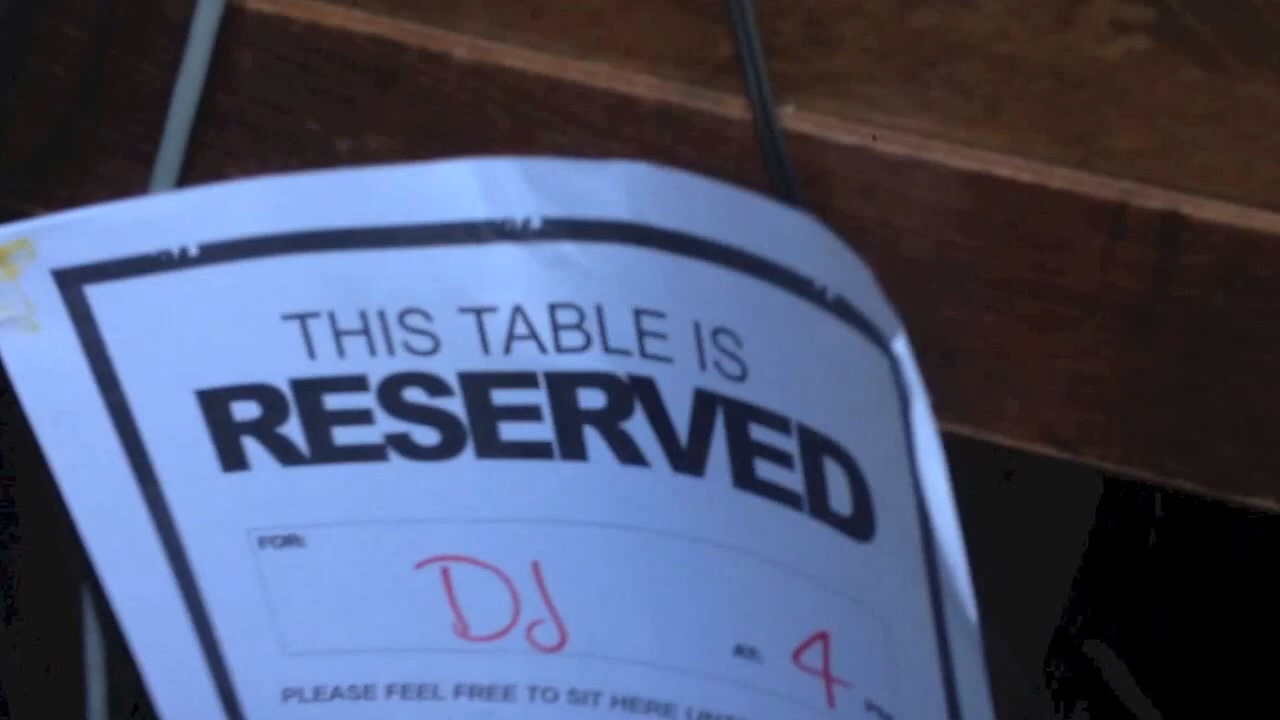 THIS TABLE IS
RESERVED
FOR:
DJ
AT: 4
PLEASE FEEL FREE TO SIT HERE